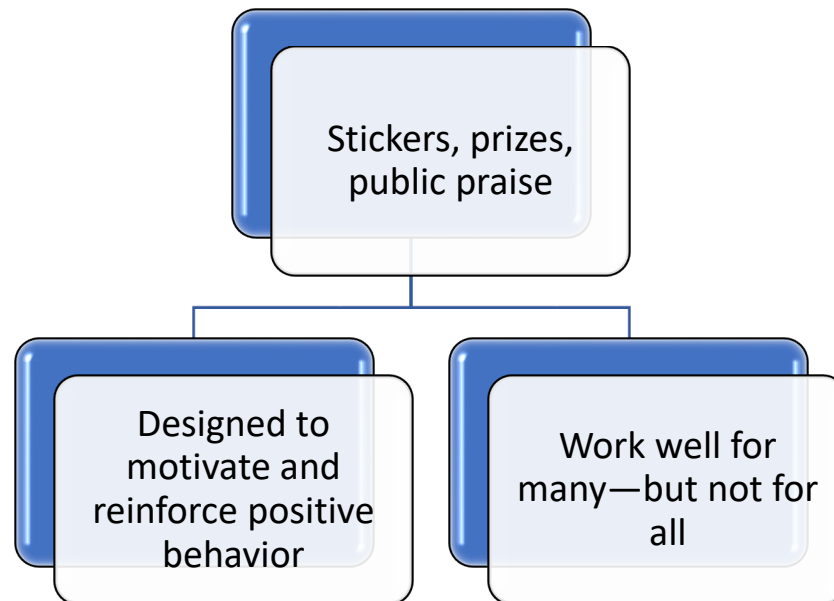 Stickers, prizes,
public praise
Designed to
motivate and
reinforce positive
behavior
Work well for
many—but not for
all